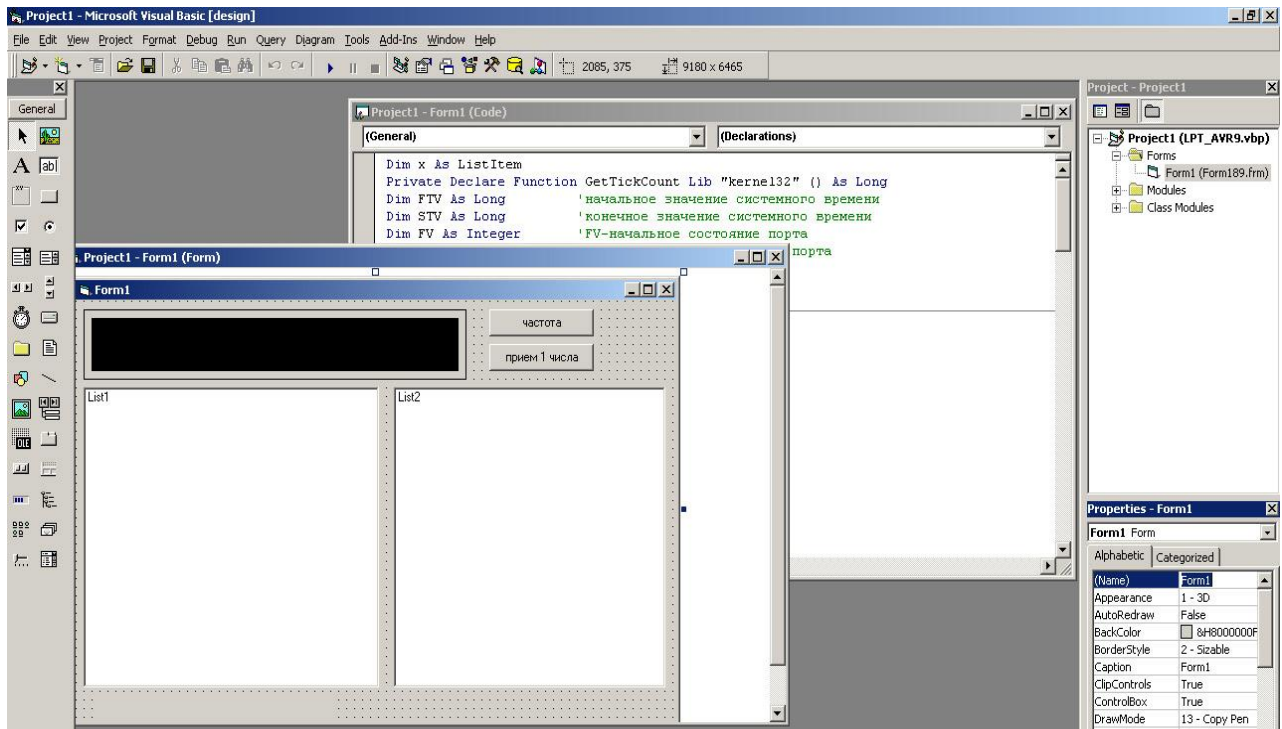 Project1 - Microsoft Visual Basic [design]
File Edit View Project Format Debug Run Query Diagram Tools Add-Ins Window Help
2085, 375 9180 x 6465
General
A ab|
OLE
Project1 - Form1 (Code)
(General) (Declarations)
Dim x As ListItem
Private Declare Function GetTickCount Lib "kernel32" () As Long
Dim FTV As Long 'начальное значение системного времени
Dim STV As Long 'конечное значение системного времени
Dim FV As Integer 'FV-начальное состояние порта
порта
Project1 - Form1 (Form)
Form1
частота
прием 1 числа
List1
List2
Project - Project1
Project1 (LPT_AVR9.vbp)
Forms
Form1 (Form189.frm)
Modules
Class Modules
Properties - Form1
Form1 Form
Alphabetic Categorized
(Name) Form1
Appearance 1 - 3D
AutoRedraw False
BackColor &H8000000F
BorderStyle 2 - Sizable
Caption Form1
ClipControls True
ControlBox True
DrawMode 13 - Copy Pen